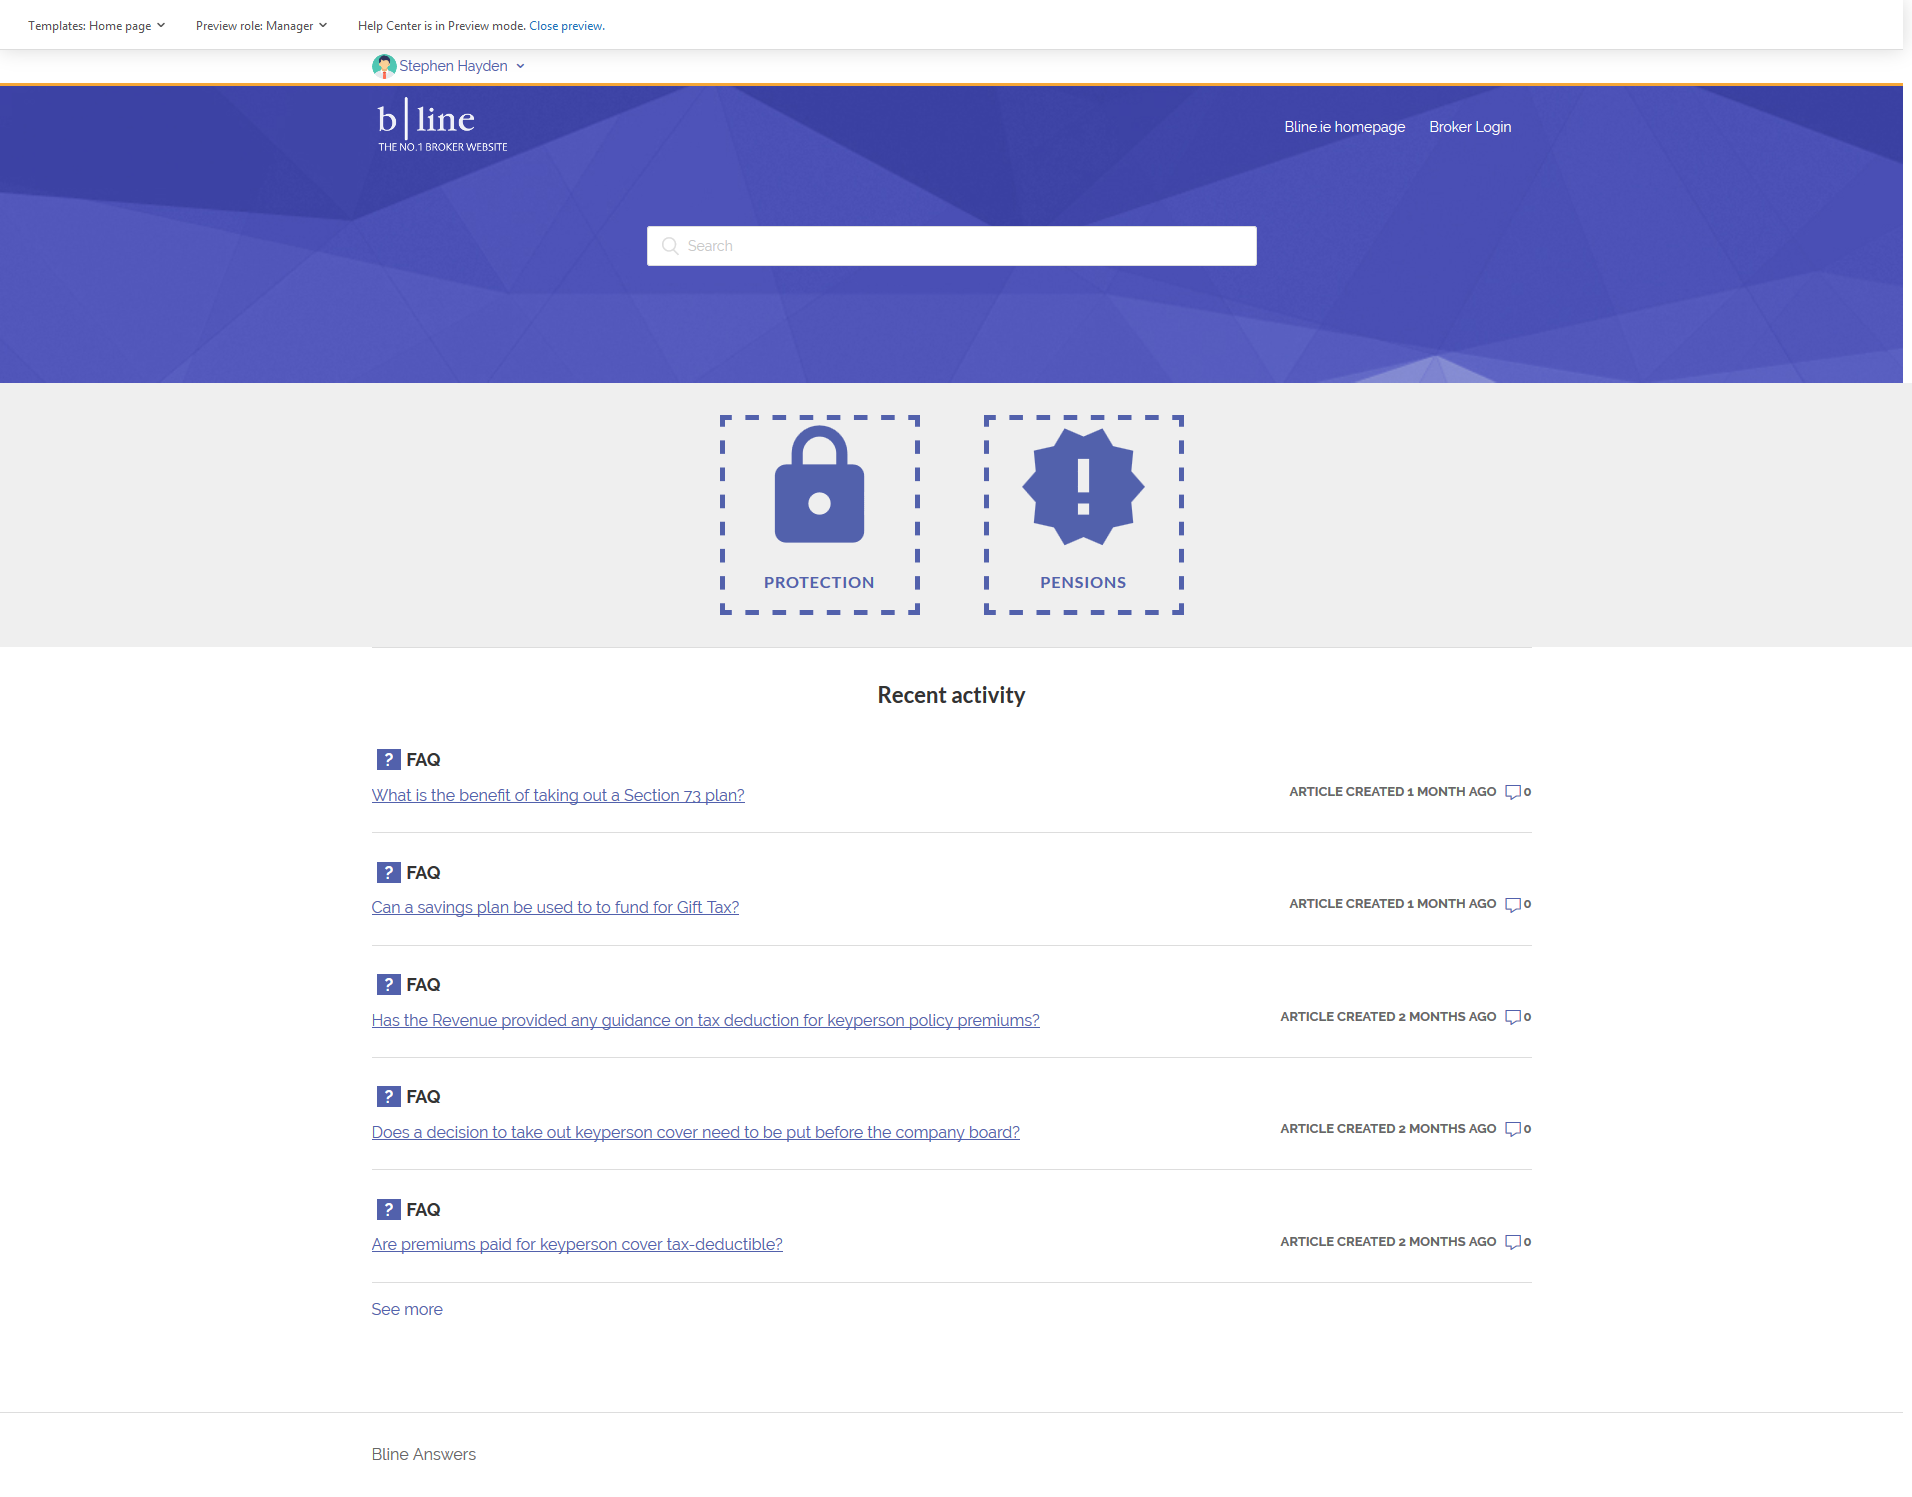 Templates: Home page Preview role: Manager Help Center is in Preview mode. Close preview.
Stephen Hayden
b|line
THE NO.1 BROKER WEBSITE
Bline.ie homepage Broker Login
Search
PROTECTION PENSIONS
Recent activity
? FAQ
What is the benefit of taking out a Section 73 plan? ARTICLE CREATED 1 MONTH AGO 0
? FAQ
Can a savings plan be used to to fund for Gift Tax? ARTICLE CREATED 1 MONTH AGO 0
? FAQ
Has the Revenue provided any guidance on tax deduction for keyperson policy premiums? ARTICLE CREATED 2 MONTHS AGO 0
? FAQ
Does a decision to take out keyperson cover need to be put before the company board? ARTICLE CREATED 2 MONTHS AGO 0
? FAQ
Are premiums paid for keyperson cover tax-deductible? ARTICLE CREATED 2 MONTHS AGO 0
See more
Bline Answers